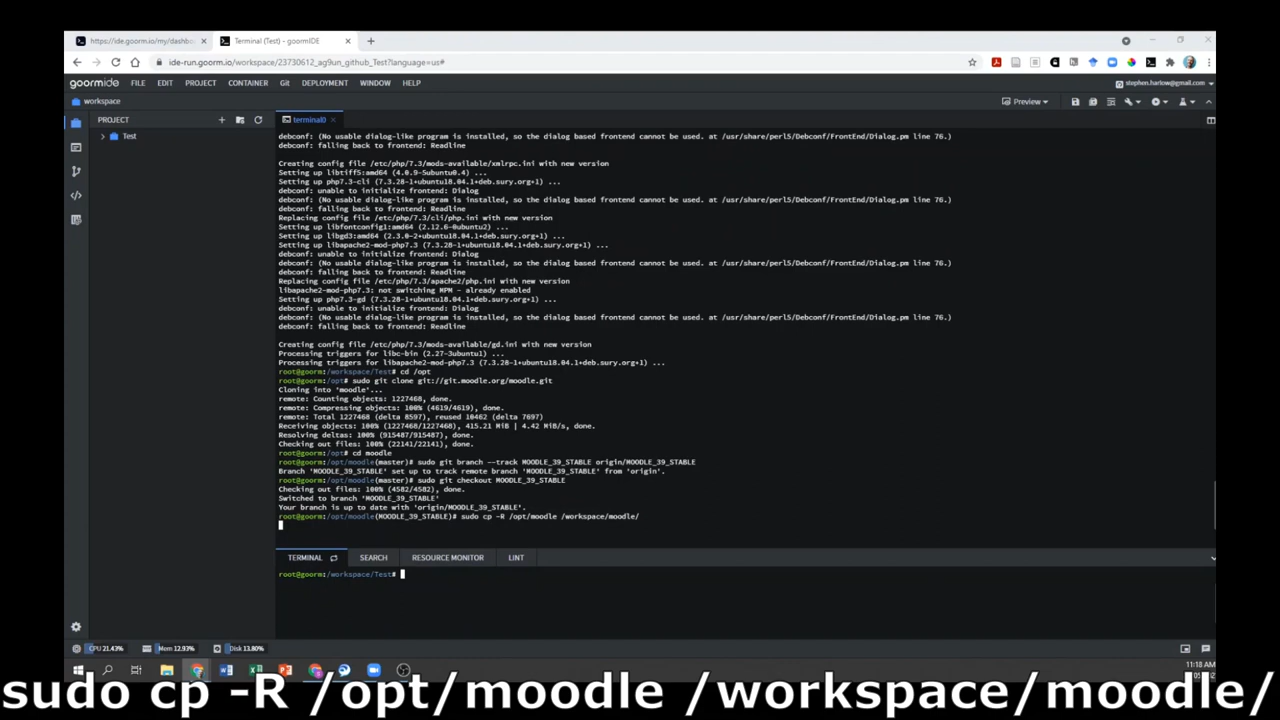 https://ide.goorm.io/my/dashbo
Terminal (Test) - goormIDE
ide-run.goorm.io/workspace/23730612_ag9un_github_Test?language=us#
goormide FILE EDIT PROJECT CONTAINER Git DEPLOYMENT WINDOW HELP
stephen.harlow@gmail.com
workspace
Preview
PROJECT
Test
terminal0
debconf: (No usable dialog-like program is installed, so the dialog based frontend cannot be used. at /usr/share/perl5/Debconf/FrontEnd/Dialog.pm line 76.)
debconf: falling back to frontend: Readline
Creating config file /etc/php/7.3/mods-available/xmlrpc.ini with new version
Setting up libtiff5:amd64 (4.0.9-5ubuntu0.4) ...
Setting up php7.3-cli (7.3.28-1+ubuntu18.04.1+deb.sury.org+1) ...
debconf: unable to initialize frontend: Dialog
debconf: (No usable dialog-like program is installed, so the dialog based frontend cannot be used. at /usr/share/perl5/Debconf/FrontEnd/Dialog.pm line 76.)
debconf: falling back to frontend: Readline
Replacing config file /etc/php/7.3/cli/php.ini with new version
Setting up libfontconfig1:amd64 (2.12.6-0ubuntu2) ...
Setting up libgd3:amd64 (2.3.0-2+ubuntu18.04.1+deb.sury.org+1) ...
Setting up libapache2-mod-php7.3 (7.3.28-1+ubuntu18.04.1+deb.sury.org+1) ...
debconf: unable to initialize frontend: Dialog
debconf: (No usable dialog-like program is installed, so the dialog based frontend cannot be used. at /usr/share/perl5/Debconf/FrontEnd/Dialog.pm line 76.)
debconf: falling back to frontend: Readline
Replacing config file /etc/php/7.3/apache2/php.ini with new version
libapache2-mod-php7.3: not switching MPM - already enabled
Setting up php7.3-gd (7.3.28-1+ubuntu18.04.1+deb.sury.org+1) ...
debconf: unable to initialize frontend: Dialog
debconf: (No usable dialog-like program is installed, so the dialog based frontend cannot be used. at /usr/share/perl5/Debconf/FrontEnd/Dialog.pm line 76.)
debconf: falling back to frontend: Readline
Creating config file /etc/php/7.3/mods-available/gd.ini with new version
Processing triggers for libc-bin (2.27-3ubuntu1) ...
Processing triggers for libapache2-mod-php7.3 (7.3.28-1+ubuntu18.04.1+deb.sury.org+1) ...
root@goorm:/workspace/Test# cd /opt
root@goorm:/opt# sudo git clone git://git.moodle.org/moodle.git
Cloning into 'moodle'...
remote: Counting objects: 1227468, done.
remote: Compressing objects: 100% (4619/4619), done.
remote: Total 1227468 (delta 8597), reused 10462 (delta 7697)
Receiving objects: 100% (1227468/1227468), 415.21 MiB | 4.42 MiB/s, done.
Resolving deltas: 100% (915487/915487), done.
Checking out files: 100% (22141/22141), done.
root@goorm:/opt# cd moodle
root@goorm:/opt/moodle(master)# sudo git branch --track MOODLE_39_STABLE origin/MOODLE_39_STABLE
Branch 'MOODLE_39_STABLE' set up to track remote branch 'MOODLE_39_STABLE' from 'origin'.
root@goorm:/opt/moodle(master)# sudo git checkout MOODLE_39_STABLE
Checking out files: 100% (4582/4582), done.
Switched to branch 'MOODLE_39_STABLE'
Your branch is up to date with 'origin/MOODLE_39_STABLE'.
root@goorm:/opt/moodle(MOODLE_39_STABLE)# sudo cp -R /opt/moodle /workspace/moodle/
TERMINAL SEARCH RESOURCE MONITOR LINT
root@goorm:/workspace/Test#
CPU 21.43% Mem 12.93% Disk 13.80%
11:18 AM
sudo cp -R /opt/moodle /workspace/moodle/